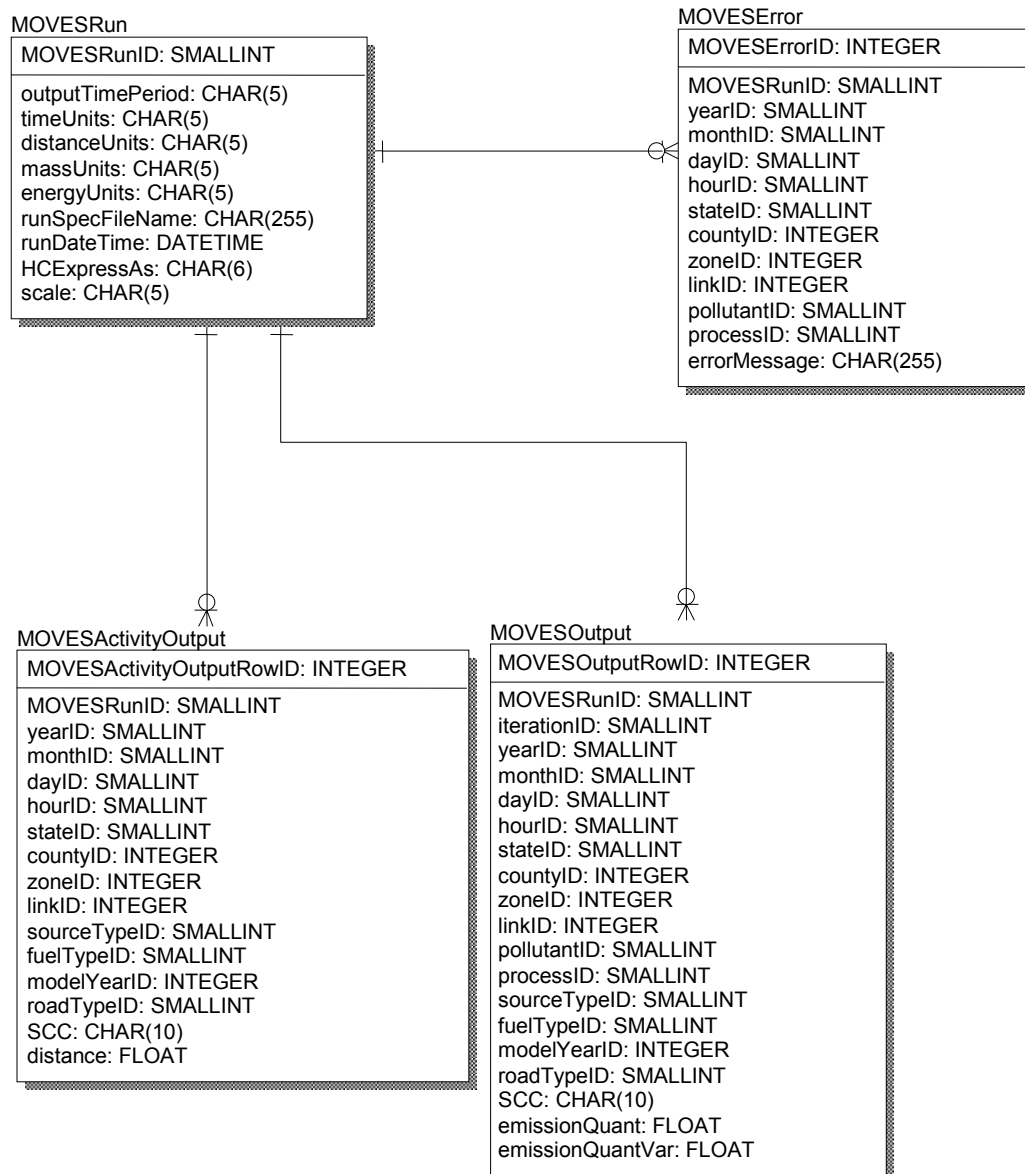 MOVESRun
MOVESRunID: SMALLINT
outputTimePeriod: CHAR(5)
timeUnits: CHAR(5)
distanceUnits: CHAR(5)
massUnits: CHAR(5)
energyUnits: CHAR(5)
runSpecFileName: CHAR(255)
runDateTime: DATETIME
HCExpressAs: CHAR(6)
scale: CHAR(5)
MOVESError
MOVESErrorID: INTEGER
MOVESRunID: SMALLINT
yearID: SMALLINT
monthID: SMALLINT
dayID: SMALLINT
hourID: SMALLINT
stateID: SMALLINT
countyID: INTEGER
zoneID: INTEGER
linkID: INTEGER
pollutantID: SMALLINT
processID: SMALLINT
errorMessage: CHAR(255)
MOVESActivityOutput
MOVESActivityOutputRowID: INTEGER
MOVESRunID: SMALLINT
yearID: SMALLINT
monthID: SMALLINT
dayID: SMALLINT
hourID: SMALLINT
stateID: SMALLINT
countyID: INTEGER
zoneID: INTEGER
linkID: INTEGER
sourceTypeID: SMALLINT
fuelTypeID: SMALLINT
modelYearID: INTEGER
roadTypeID: SMALLINT
SCC: CHAR(10)
distance: FLOAT
MOVESOutput
MOVESOutputRowID: INTEGER
MOVESRunID: SMALLINT
iterationID: SMALLINT
yearID: SMALLINT
monthID: SMALLINT
dayID: SMALLINT
hourID: SMALLINT
stateID: SMALLINT
countyID: INTEGER
zoneID: INTEGER
linkID: INTEGER
pollutantID: SMALLINT
processID: SMALLINT
sourceTypeID: SMALLINT
fuelTypeID: SMALLINT
modelYearID: INTEGER
roadTypeID: SMALLINT
SCC: CHAR(10)
emissionQuant: FLOAT
emissionQuantVar: FLOAT